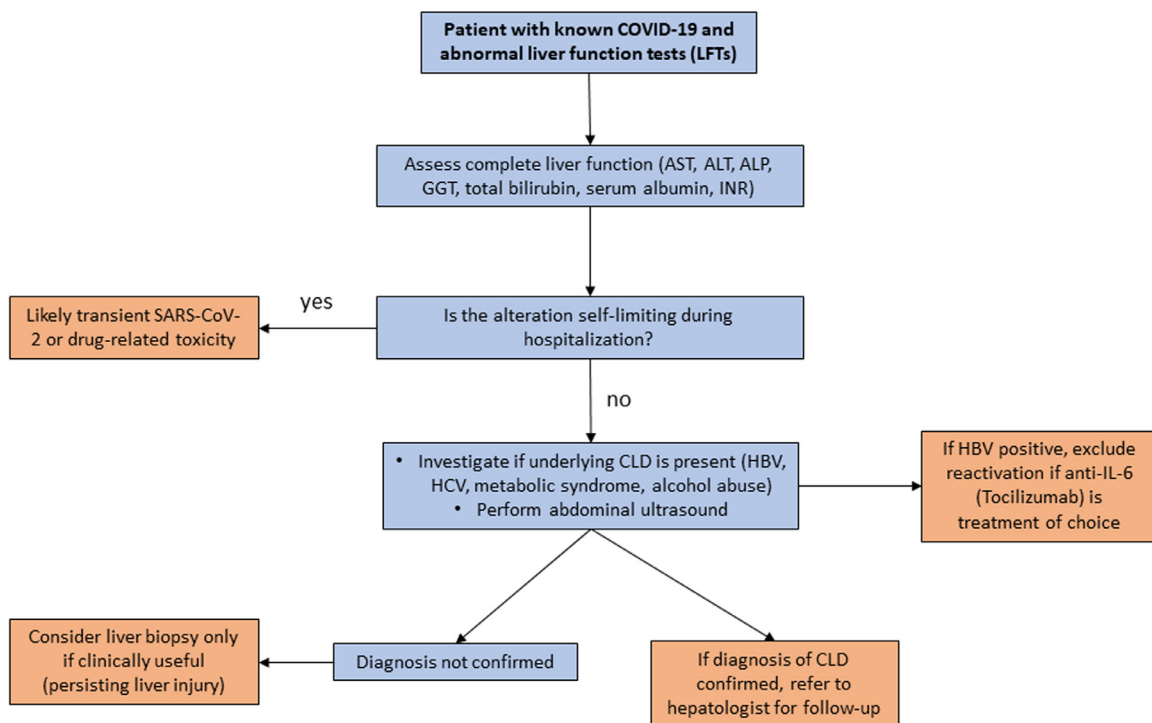 Patient with known COVID-19 and
abnormal liver function tests (LFTs)
Assess complete liver function (AST, ALT, ALP,
GGT, total bilirubin, serum albumin, INR)
yes
Likely transient SARS-CoV-
2 or drug-related toxicity
Is the alteration self-limiting during
hospitalization?
no
• Investigate if underlying CLD is present (HBV,
HCV, metabolic syndrome, alcohol abuse)
• Perform abdominal ultrasound
If HBV positive, exclude
reactivation if anti-IL-6
(Tocilizumab) is
treatment of choice
Consider liver biopsy only
if clinically useful
(persisting liver injury)
Diagnosis not confirmed
If diagnosis of CLD
confirmed, refer to
hepatologist for follow-up